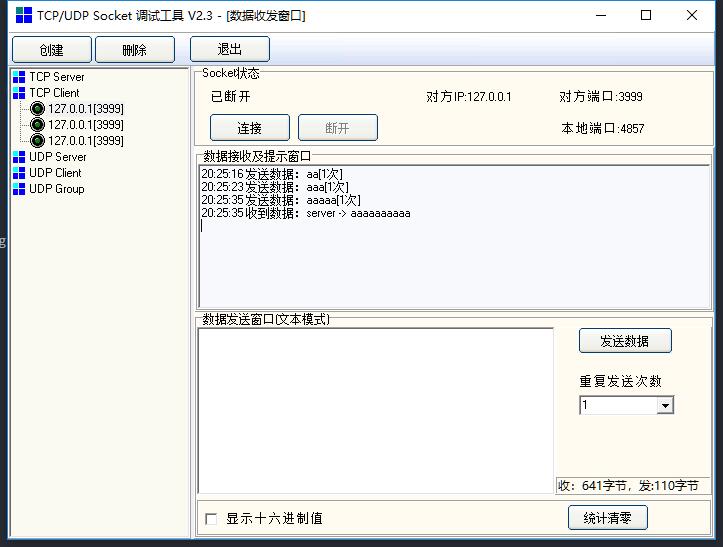 TCP/UDP Socket 调试工具 V2.3 - [数据收发窗口]
创建 删除 退出
TCP Server
TCP Client
127.0.0.1[3999]
127.0.0.1[3999]
127.0.0.1[3999]
UDP Server
UDP Client
UDP Group
Socket状态
已断开 对方IP:127.0.0.1 对方端口:3999
连接 断开 本地端口:4857
数据接收及提示窗口
20:25:16 发送数据：aa[1次]
20:25:23 发送数据：aaa[1次]
20:25:35 发送数据：aaaaa[1次]
20:25:35 收到数据：server -> aaaaaaaaaa
数据发送窗口(文本模式)
发送数据
重复发送次数
1
收：641字节，发:110字节
显示十六进制值
统计清零
g